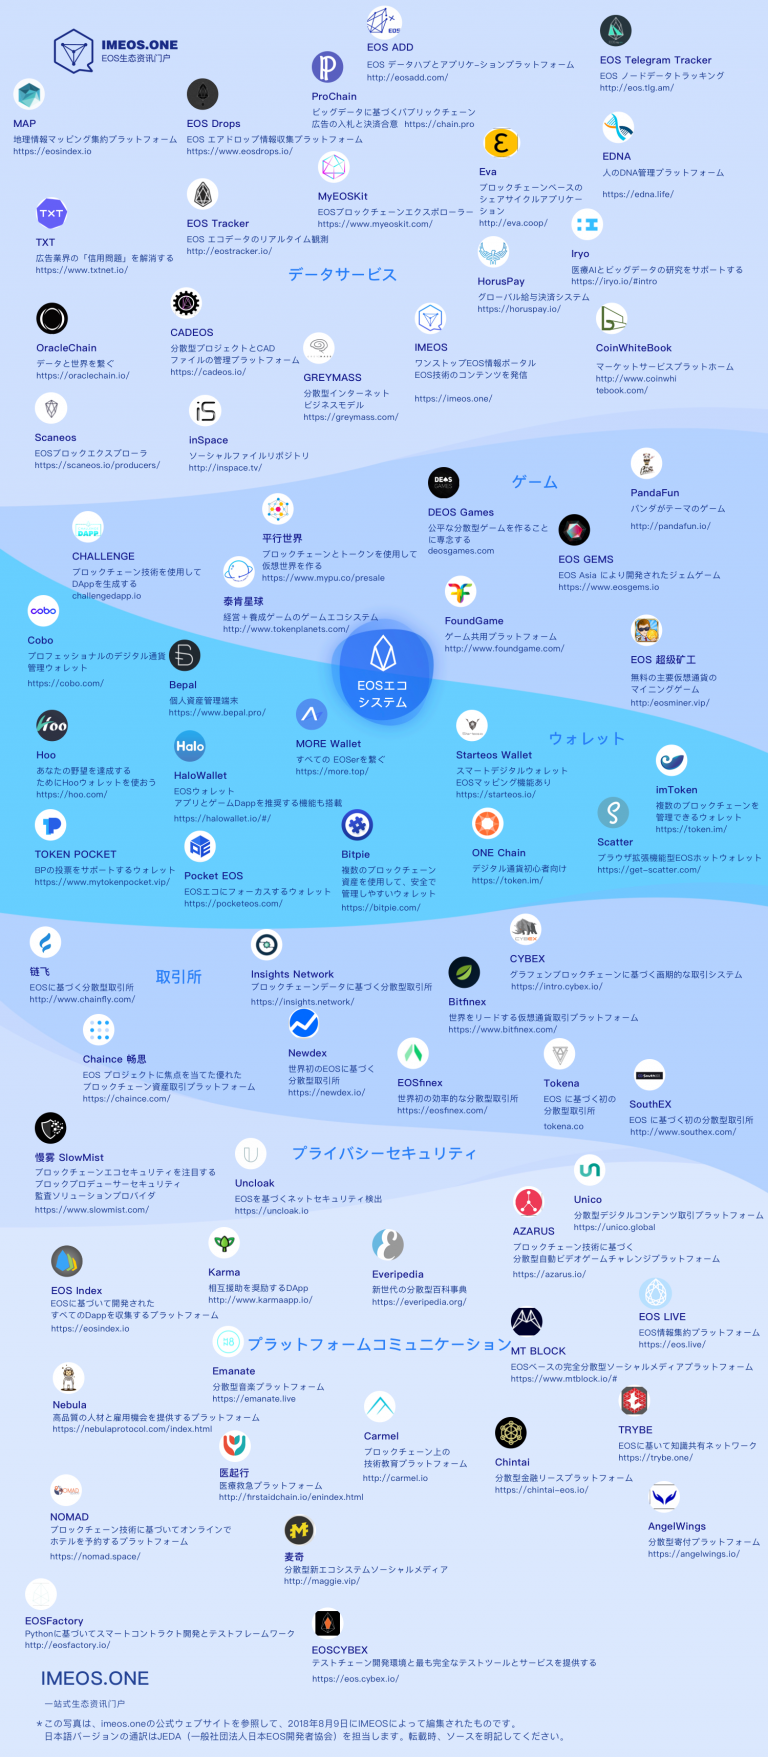 IMEOS.ONE
EOS生态资讯门户
EOS ADD
EOS データハブとアプリケ-ションプラットフォーム
http://eosadd.com/
EOS Telegram Tracker
EOS ノードデータトラッキング
http://eos.tlg.am/
ProChain
ビッグデータに基づくパブリックチェーン
広告の入札と決済合意 https://chain.pro
MAP
地理情報マッピング集約プラットフォーム
https://eosindex.io
EOS Drops
EOS エアドロップ情報収集プラットフォーム
https://www.eosdrops.io/
Eva
ブロックチェーンベースの
シェアサイクルアプリケー
ション
http://eva.coop/
EDNA
人のDNA管理プラットフォーム
https://edna.life/
MyEOSKit
EOSブロックチェーンエクスポローラー
https://www.myeoskit.com/
TXT
広告業界の「信用問題」を解消する
https://www.txtnet.io/
EOS Tracker
EOS エコデータのリアルタイム観測
http://eostracker.io/
Iryo
医療AIとビッグデータの研究をサポートする
https://iryo.io/#intro
データサービス
HorusPay
グローバル給与決済システム
https://horuspay.io/
OracleChain
データと世界を繋ぐ
https://oraclechain.io/
CADEOS
分散型プロジェクトとCAD
ファイルの管理プラットフォーム
https://cadeos.io/
GREYMASS
分散型インターネット
ビジネスモデル
https://greymass.com/
IMEOS
ワンストップEOS情報ポータル
EOS技術のコンテンツを発信
https://imeos.one/
CoinWhiteBook
マーケットサービスプラットホーム
http://www.coinwhi
tebook.com/
Scaneos
EOSブロックエクスプローラ
https://scaneos.io/producers/
inSpace
ソーシャルファイルリポジトリ
http://inspace.tv/
ゲーム
PandaFun
パンダがテーマのゲーム
http://pandafun.io/
DEOS Games
公平な分散型ゲームを作ること
に専念する
deosgames.com
平行世界
ブロックチェーンとトークンを使用して
仮想世界を作る
https://www.mypu.co/presale
CHALLENGE
ブロックチェーン技術を使用して
DAppを生成する
challengedapp.io
EOS GEMS
EOS Asia により開発されたジェムゲーム
https://www.eosgems.io
泰肯星球
経営＋養成ゲームのゲームエコシステム
http://www.tokenplanets.com/
FoundGame
ゲーム共用プラットフォーム
http://www.foundgame.com/
EOS 超级矿工
無料の主要仮想通貨の
マイニングゲーム
http://eosminer.vip/
EOSエコ
システム
Cobo
プロフェッショナルのデジタル通貨
管理ウォレット
https://cobo.com/
Bepal
個人資産管理端末
https://www.bepal.pro/
ウォレット
MORE Wallet
すべての EOSerを繋ぐ
https://more.top/
Hoo
あなたの野望を達成する
ためにHooウォレットを使おう
https://hoo.com/
HaloWallet
EOSウォレット
アプリとゲームDappを推奨する機能も搭載
https://halowallet.io/#/
Starteos Wallet
スマートデジタルウォレット
EOSマッピング機能あり
https://starteos.io/
imToken
複数のブロックチェーンを
管理できるウォレット
https://token.im/
TOKEN POCKET
BPの投票をサポートするウォレット
https://www.mytokenpocket.vip/
Pocket EOS
EOSエコにフォーカスするウォレット
https://pocketeos.com/
Bitpie
複数のブロックチェーン
資産を使用して、安全で
管理しやすいウォレット
https://bitpie.com/
ONE Chain
デジタル通貨初心者向け
https://token.im/
Scatter
ブラウザ拡張機能型EOSホットウォレット
https://get-scatter.com/
链飞
EOSに基づく分散型取引所
http://www.chainfly.com/
取引所
Insights Network
ブロックチェーンデータに基づく分散型取引所
https://insights.network/
CYBEX
グラフェンブロックチェーンに基づく画期的な取引システム
https://intro.cybex.io/
Bitfinex
世界をリードする仮想通貨取引プラットフォーム
https://www.bitfinex.com/
Chaince 畅思
EOS プロジェクトに焦点を当てた優れた
ブロックチェーン資産取引プラットフォーム
https://chaince.com/
Newdex
世界初のEOSに基づく
分散型取引所
https://newdex.io/
EOSfinex
世界初の効率的な分散型取引所
https://eosfinex.com/
Tokena
EOS に基づく初の
分散型取引所
tokena.co
SouthEX
EOS に基づく初の分散型取引所
http://www.southex.com/
慢雾 SlowMist
ブロックチェーンエコセキュリティを注目する
ブロックプロデューサーセキュリティ
監査ソリューションプロバイダ
https://www.slowmist.com/
プライバシーセキュリティ
Uncloak
EOSを基づくネットセキュリティ検出
https://uncloak.io
Unico
分散型デジタルコンテンツ取引プラットフォーム
https://unico.global
AZARUS
ブロックチェーン技術に基づく
分散型自動ビデオゲームチャレンジプラットフォーム
https://azarus.io/
EOS Index
EOSに基づいて開発された
すべてのDappを収集するプラットフォーム
https://eosindex.io
Karma
相互援助を奨励するDApp
http://www.karmaapp.io/
Everipedia
新世代の分散型百科事典
https://everipedia.org/
EOS LIVE
EOS情報集約プラットフォーム
https://eos.live/
プラットフォームコミュニケーション
MT BLOCK
EOSベースの完全分散型ソーシャルメディアプラットフォーム
https://www.mtblock.io/#
Emanate
分散型音楽プラットフォーム
https://emanate.live
Nebula
高品質の人材と雇用機会を提供するプラットフォーム
https://nebulaprotocol.com/index.html
Carmel
ブロックチェーン上の
技術教育プラットフォーム
http://carmel.io
TRYBE
EOSに基いて知識共有ネットワーク
https://trybe.one/
Chintai
分散型金融リースプラットフォーム
https://chintai-eos.io/
医起行
医療救急プラットフォーム
http://firstaidchain.io/enindex.html
NOMAD
ブロックチェーン技術に基づいてオンラインで
ホテルを予約するプラットフォーム
https://nomad.space/
AngelWings
分散型寄付プラットフォーム
https://angelwings.io/
麦奇
分散型新エコシステムソーシャルメディア
http://maggie.vip/
EOSFactory
Pythonに基づいてスマートコントラクト開発とテストフレームワーク
http://eosfactory.io/
EOSCYBEX
テストチェーン開発環境と最も完全なテストツールとサービスを提供する
https://eos.cybex.io/
IMEOS.ONE
一站式生态资讯门户
＊この写真は、imeos.oneの公式ウェブサイトを参照して、2018年8月9日にIMEOSによって編集されたものです。
日本語バージョンの通訳はJEDA（一般社団法人日本EOS開発者協会）を担当します。転載時、ソースを明記してください。